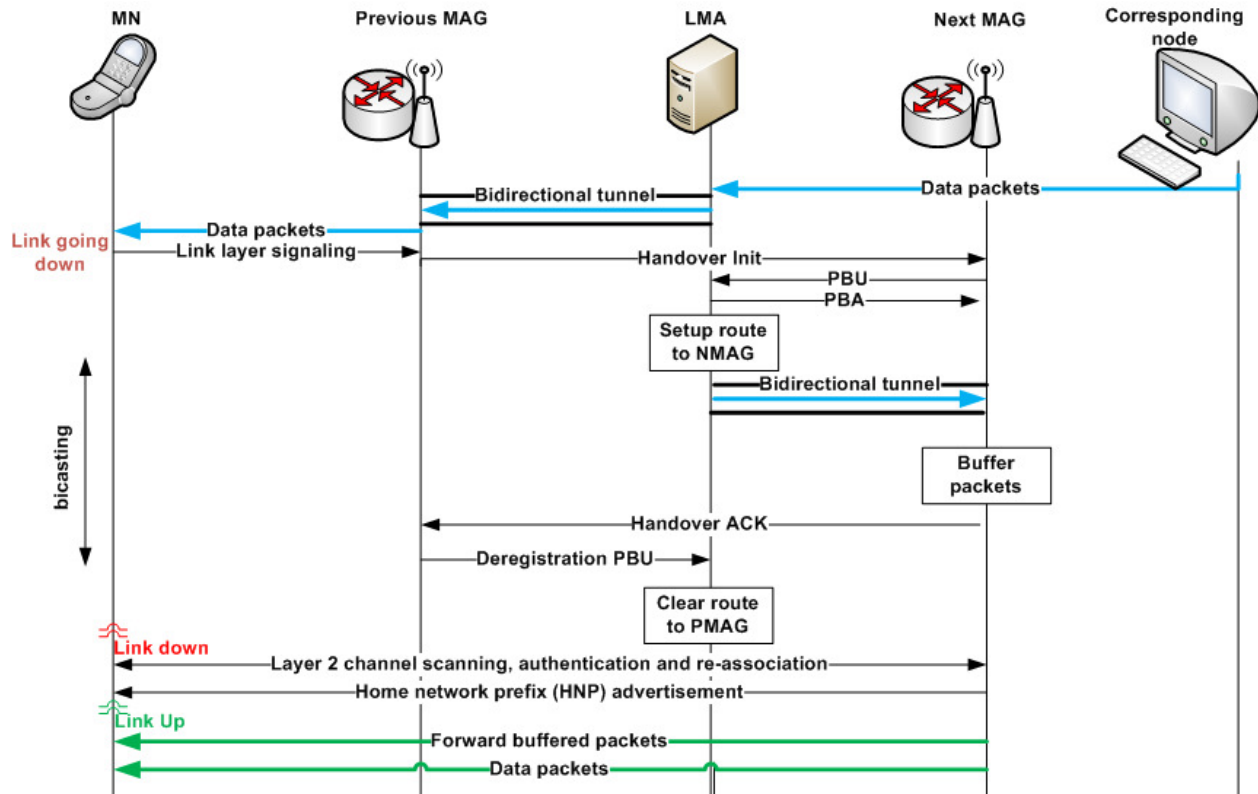 MN
Previous MAG
LMA
Next MAG
Corresponding
node
Data packets
Bidirectional tunnel
Data packets
Link going
down
Link layer signaling
Handover Init
PBU
PBA
Setup route
to NMAG
Bidirectional tunnel
bicasting
Buffer
packets
Handover ACK
Deregistration PBU
Clear route
to PMAG
Link down
Layer 2 channel scanning, authentication and re-association
Home network prefix (HNP) advertisement
Link Up
Forward buffered packets
Data packets